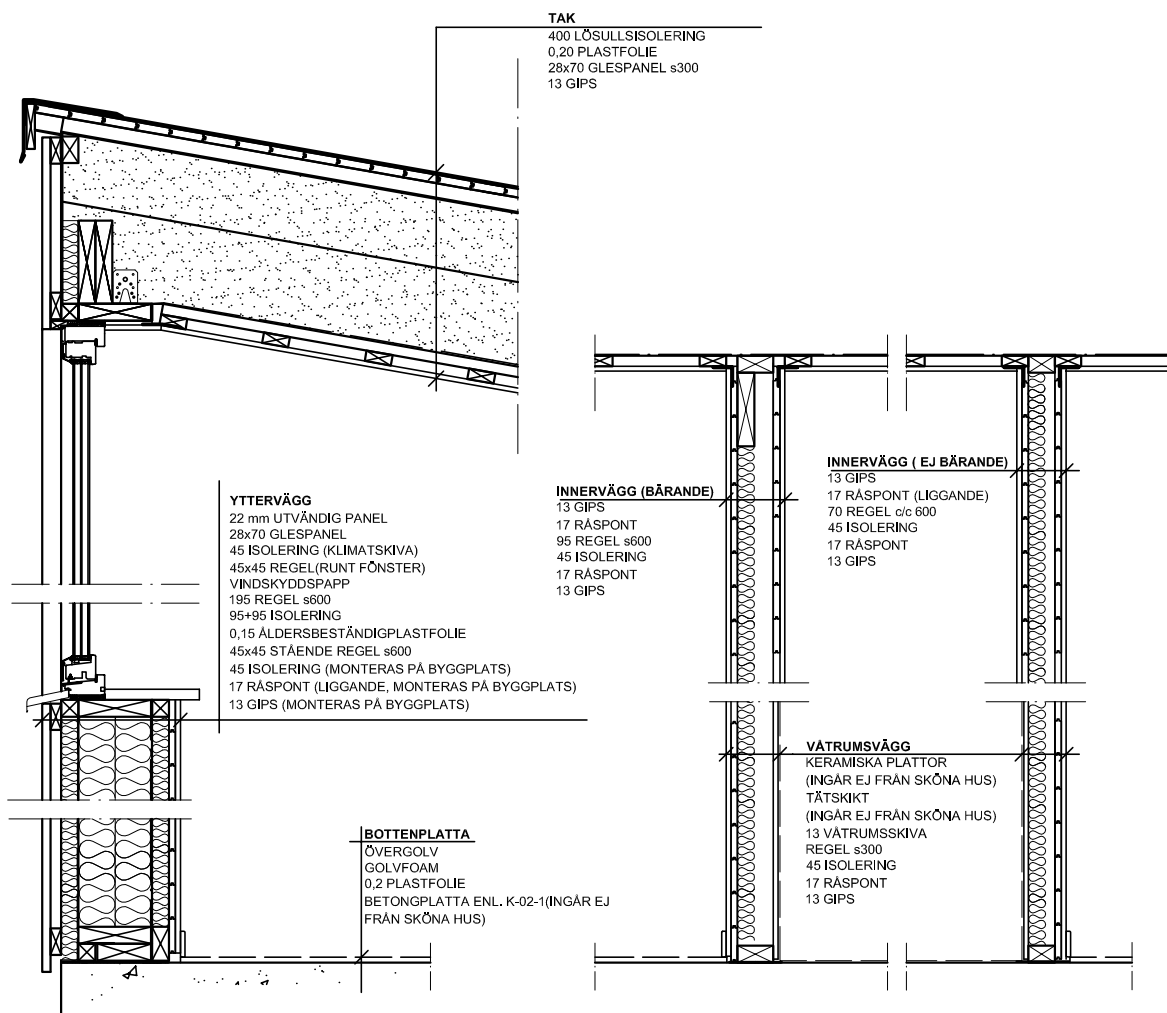 TAK
400 LÖSULLSISOLERING
0,20 PLASTFOLIE
28x70 GLESPANEL s300
13 GIPS
YTTERVÄGG
22 mm UTVÄNDIG PANEL
28x70 GLESPANEL
45 ISOLERING (KLIMATSKIVA)
45x45 REGEL(RUNT FÖNSTER)
VINDSKYDDSPAPP
195 REGEL s600
95+95 ISOLERING
0,15 ÅLDERSBESTÄNDIGPLASTFOLIE
45x45 STÅENDE REGEL s600
45 ISOLERING (MONTERAS PÅ BYGGPLATS)
17 RÅSPONT (LIGGANDE, MONTERAS PÅ BYGGPLATS)
13 GIPS (MONTERAS PÅ BYGGPLATS)
INNERVÄGG (BÄRANDE)
13 GIPS
17 RÅSPONT
95 REGEL s600
45 ISOLERING
17 RÅSPONT
13 GIPS
INNERVÄGG ( EJ BÄRANDE)
13 GIPS
17 RÅSPONT (LIGGANDE)
70 REGEL c/c 600
45 ISOLERING
17 RÅSPONT
13 GIPS
VÅTRUMSVÄGG
KERAMISKA PLATTOR
(INGÅR EJ FRÅN SKÖNA HUS)
TÄTSKIKT
(INGÅR EJ FRÅN SKÖNA HUS)
13 VÅTRUMSSKIVA
REGEL s300
45 ISOLERING
17 RÅSPONT
13 GIPS
BOTTENPLATTA
ÖVERGOLV
GOLVFOAM
0,2 PLASTFOLIE
BETONGPLATTA ENL. K-02-1(INGÅR EJ
FRÅN SKÖNA HUS)